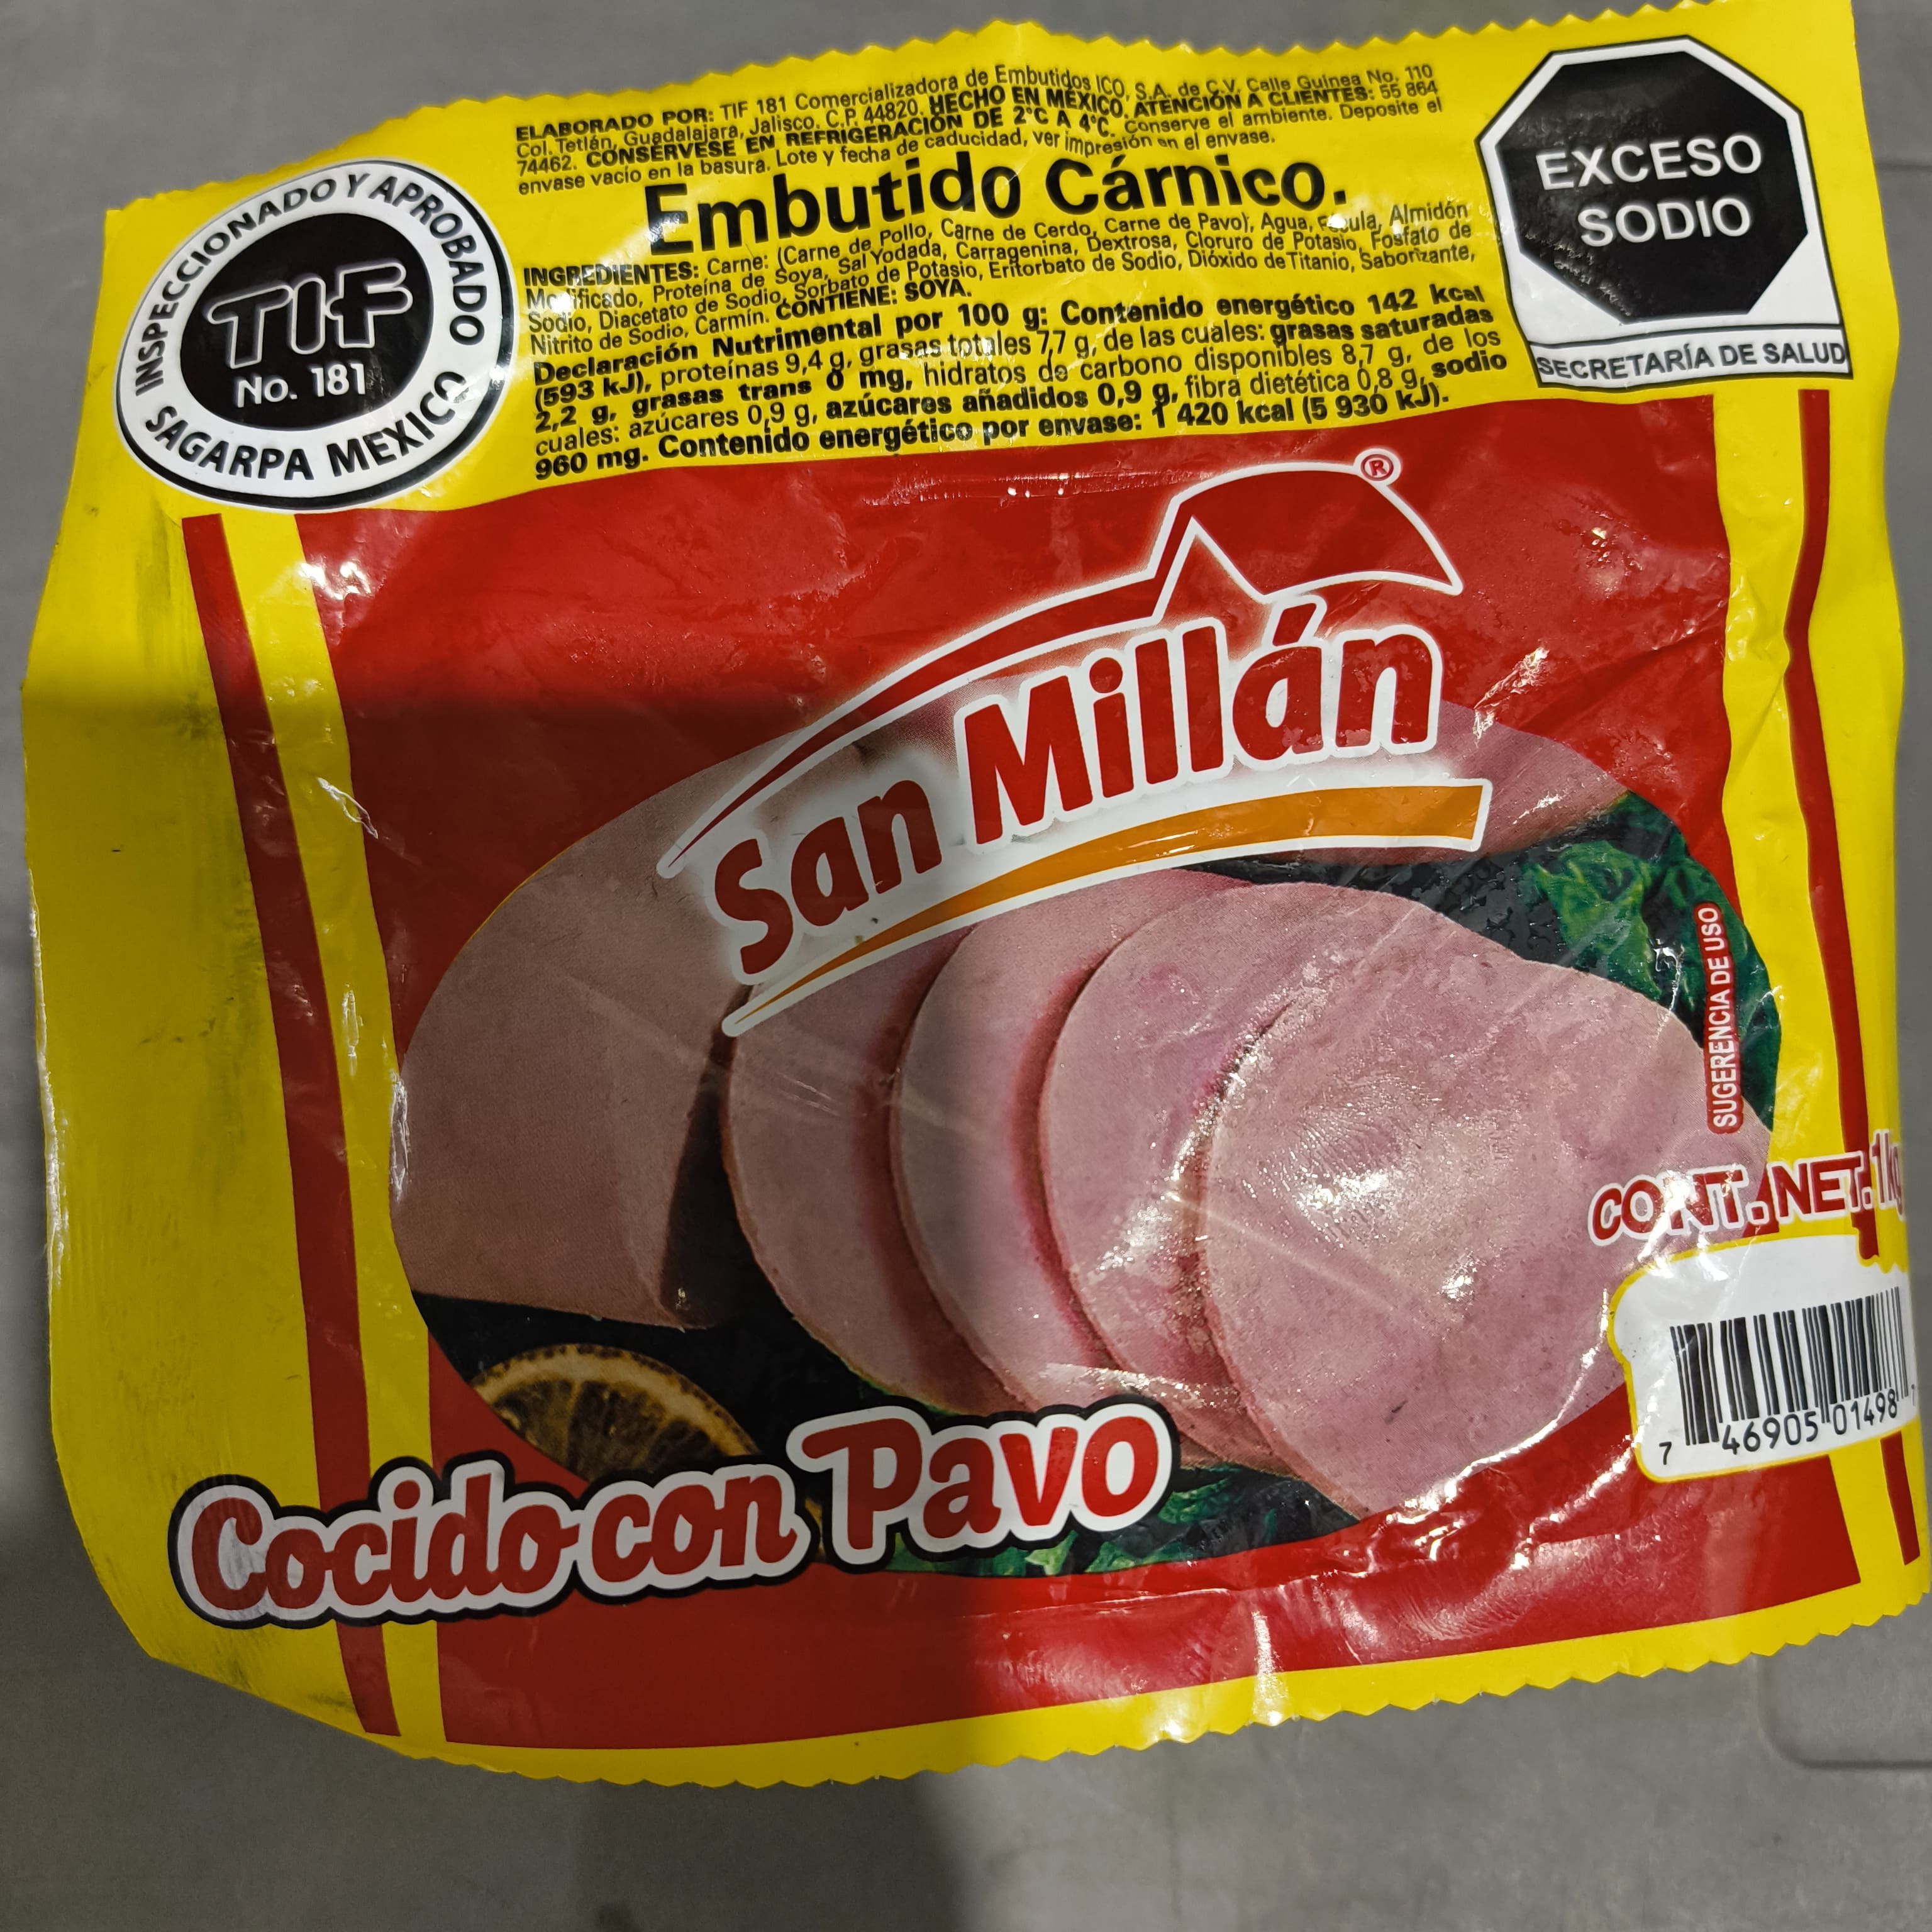 ELABORADO POR: TIF 181 Comercializadora de Embutidos ICO, S.A. de C.V. Calle Guinea No. 110
Col. Tetlán, Guadalajara, Jalisco. C.P. 44820. HECHO EN MÉXICO. ATENCIÓN A CLIENTES: 55 864
74462. CONSÉRVESE EN REFRIGERACIÓN DE 2°C A 4°C. Conserve el ambiente. Deposite el
envase vacío en la basura. Lote y fecha de caducidad, ver impresión en el envase.
Embutido Cárnico.
INGREDIENTES: Carne: (Carne de Pollo, Carne de Cerdo, Carne de Pavo), Agua, Fécula, Almidón
Modificado, Proteína de Soya, Sal Yodada, Carragenina, Dextrosa, Cloruro de Potasio, Fosfato de
Sodio, Diacetato de Sodio, Sorbato de Potasio, Eritorbato de Sodio, Dióxido de Titanio, Saborizante,
Nitrito de Sodio, Carmín. CONTIENE: SOYA.
Declaración Nutrimental por 100 g: Contenido energético 142 kcal
(593 kJ), proteínas 9,4 g, grasas totales 7,7 g, de las cuales: grasas saturadas
2,2 g, grasas trans 0 mg, hidratos de carbono disponibles 8,7 g, de los
cuales: azúcares 0,9 g, azúcares añadidos 0,9 g, fibra dietética 0,8 g, sodio
960 mg. Contenido energético por envase: 1 420 kcal (5 930 kJ).
INSPECCIONADO Y APROBADO
TIF
No. 181
SAGARPA MEXICO
EXCESO
SODIO
SECRETARÍA DE SALUD
San Millán®
SUGERENCIA DE USO
CONT. NET. 1kg
7 46905 01498 7
Cocido con Pavo